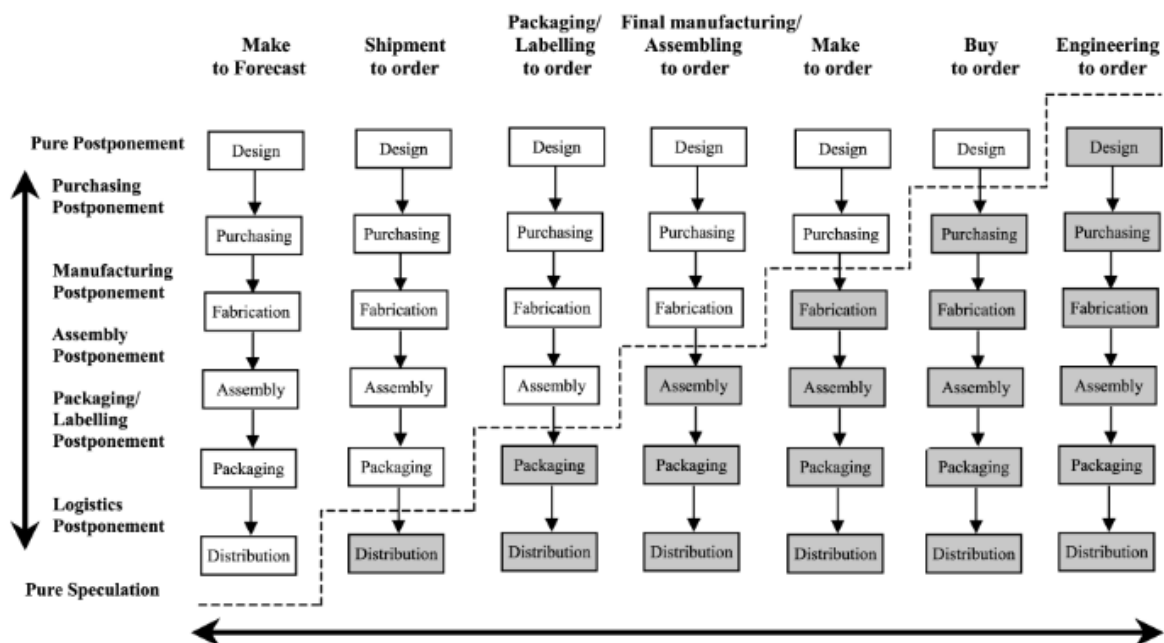 Make
to Forecast
Shipment
to order
Packaging/
Labelling
to order
Final manufacturing/
Assembling
to order
Make
to order
Buy
to order
Engineering
to order
Pure Postponement
Design
Design
Design
Design
Design
Design
Design
Purchasing
Postponement
Purchasing
Purchasing
Purchasing
Purchasing
Purchasing
Purchasing
Purchasing
Manufacturing
Postponement
Fabrication
Fabrication
Fabrication
Fabrication
Fabrication
Fabrication
Fabrication
Assembly
Postponement
Assembly
Assembly
Assembly
Assembly
Assembly
Assembly
Assembly
Packaging/
Labelling
Postponement
Packaging
Packaging
Packaging
Packaging
Packaging
Packaging
Packaging
Logistics
Postponement
Distribution
Distribution
Distribution
Distribution
Distribution
Distribution
Distribution
Pure Speculation